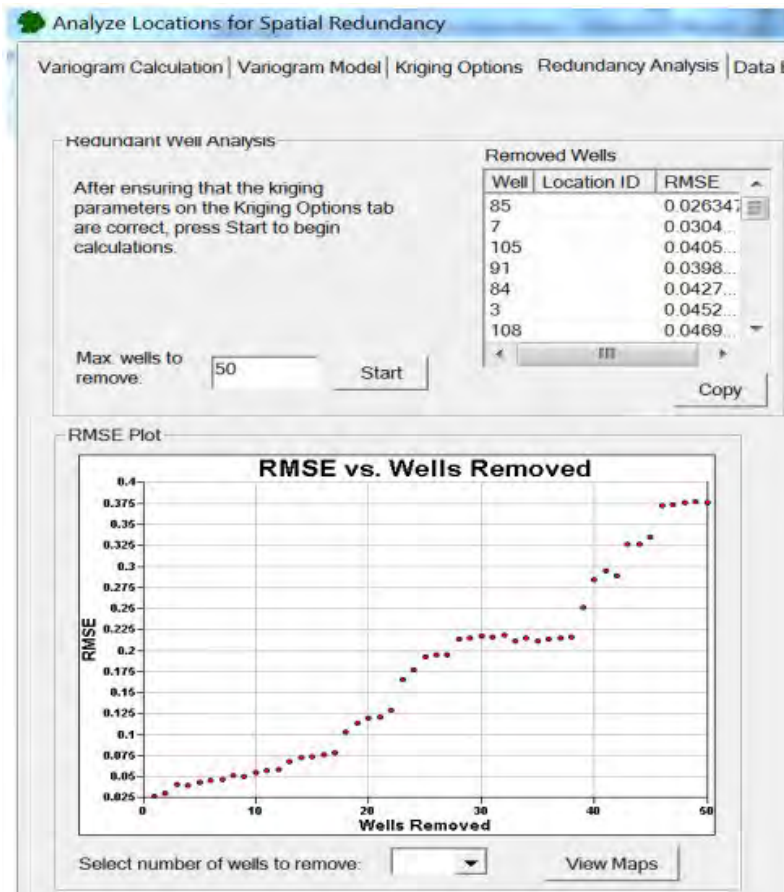 Analyze Locations for Spatial Redundancy
Variogram Calculation | Variogram Model | Kriging Options Redundancy Analysis | Data
Redundant Well Analysis
After ensuring that the kriging
parameters on the Kriging Options tab
are correct, press Start to begin
calculations.
Max. wells to
remove:
50
Start
Removed Wells
Well Location ID RMSE
85 0.026347
7 0.0304...
105 0.0405...
91 0.0398...
84 0.0427...
3 0.0452...
108 0.0469...
Copy
RMSE Plot
RMSE vs. Wells Removed
0.4
0.375
0.35
0.325
0.3
0.275
0.25
0.225
0.2
0.175
0.15
0.125
0.1
0.075
0.05
0.025
RMSE
0 10 20 30 40 50
Wells Removed
Select number of wells to remove:
View Maps